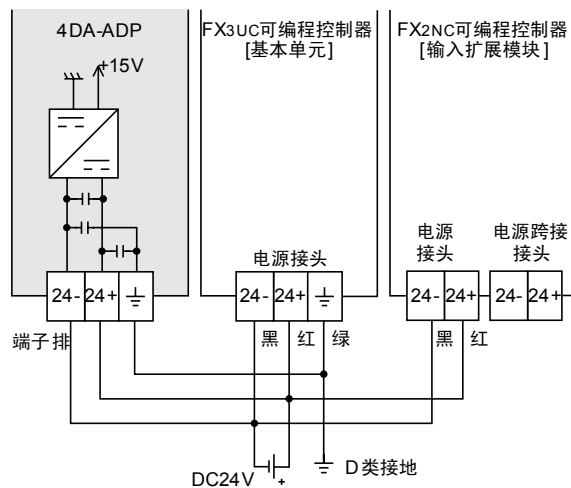 4DA-ADP
+15V
24- 24+
端子排
FX3UC可编程控制器
[基本单元]
电源接头
24- 24+
黑 红 绿
FX2NC可编程控制器
[输入扩展模块]
电源
接头
24- 24+
黑 红
电源跨接
接头
24- 24+
DC24V
+
D类接地